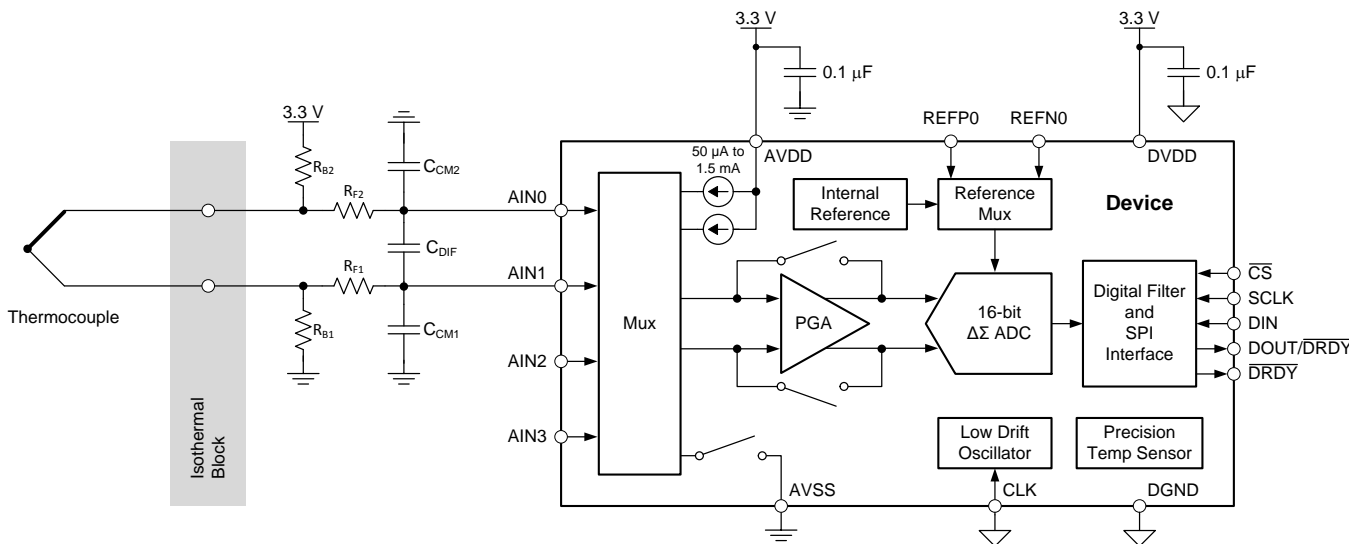 3.3 V
3.3 V
0.1 μF
0.1 μF
3.3 V
REFP0
REFN0
RB2
CCM2
50 μA to
1.5 mA
AVDD
DVDD
RF2
AIN0
Internal
Reference
Reference
Mux
Device
CDIF
RF1
AIN1
CS
SCLK
DIN
DOUT/DRDY
DRDY
Thermocouple
RB1
CCM1
Mux
PGA
16-bit
ΔΣ ADC
Digital Filter
and
SPI
Interface
AIN2
AIN3
Isothermal
Block
Low Drift
Oscillator
Precision
Temp Sensor
AVSS
CLK
DGND